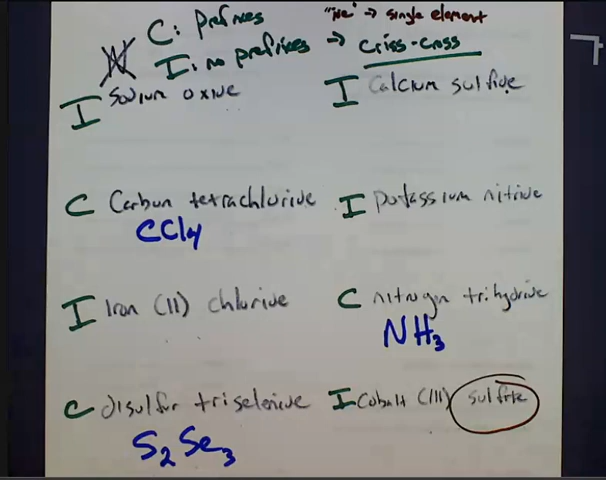 C: prefixes
"ide" → single element
I: no prefixes → criss-cross
I Sodium oxide
I Calcium sulfide
C Carbon tetrachloride
I potassium nitride
CCl4
I Iron (II) chloride
C nitrogen trihydride
NH3
C disulfur triselenide
I Cobalt (III)
S2Se3